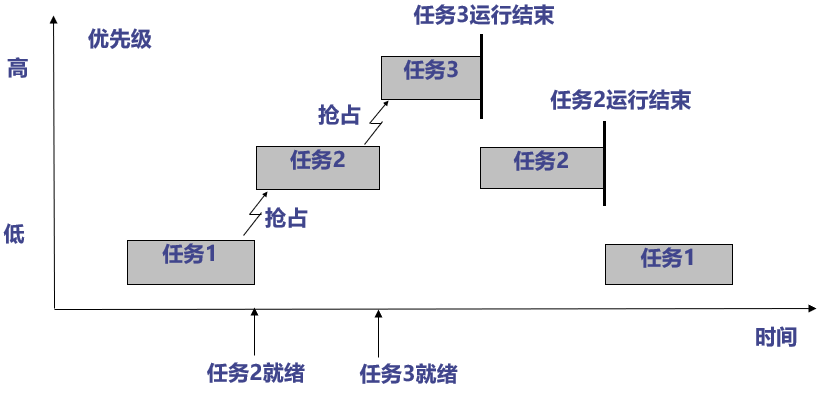 任务3运行结束
优先级
高
任务3
任务2运行结束
抢占
任务2
任务2
抢占
低
任务1
任务1
时间
任务2就绪
任务3就绪